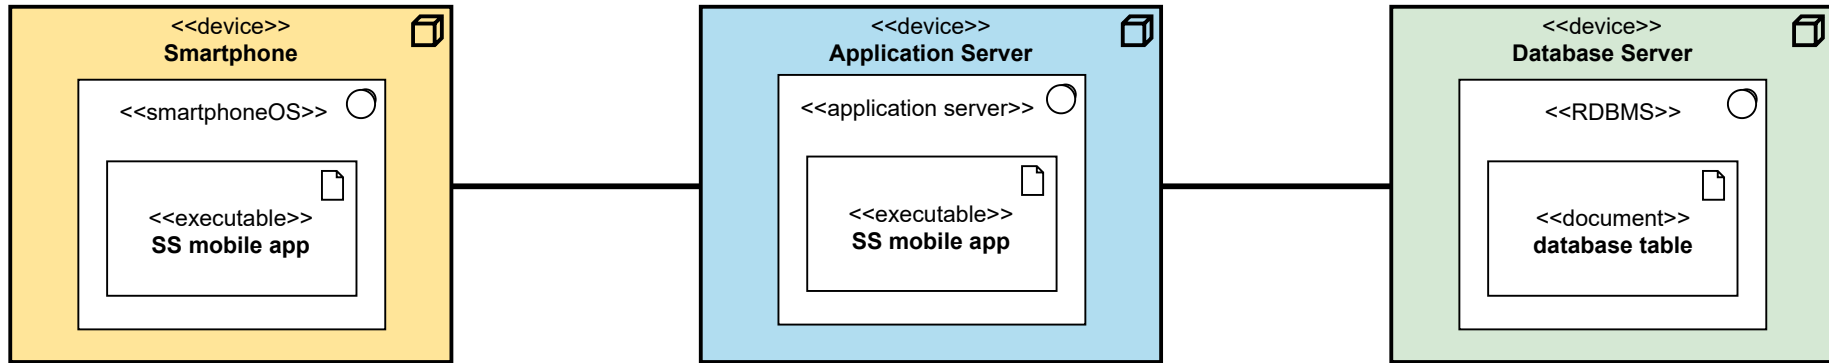 <<device>>
Smartphone
<<smartphoneOS>>
<<executable>>
SS mobile app
<<device>>
Application Server
<<application server>>
<<executable>>
SS mobile app
<<device>>
Database Server
<<RDBMS>>
<<document>>
database table